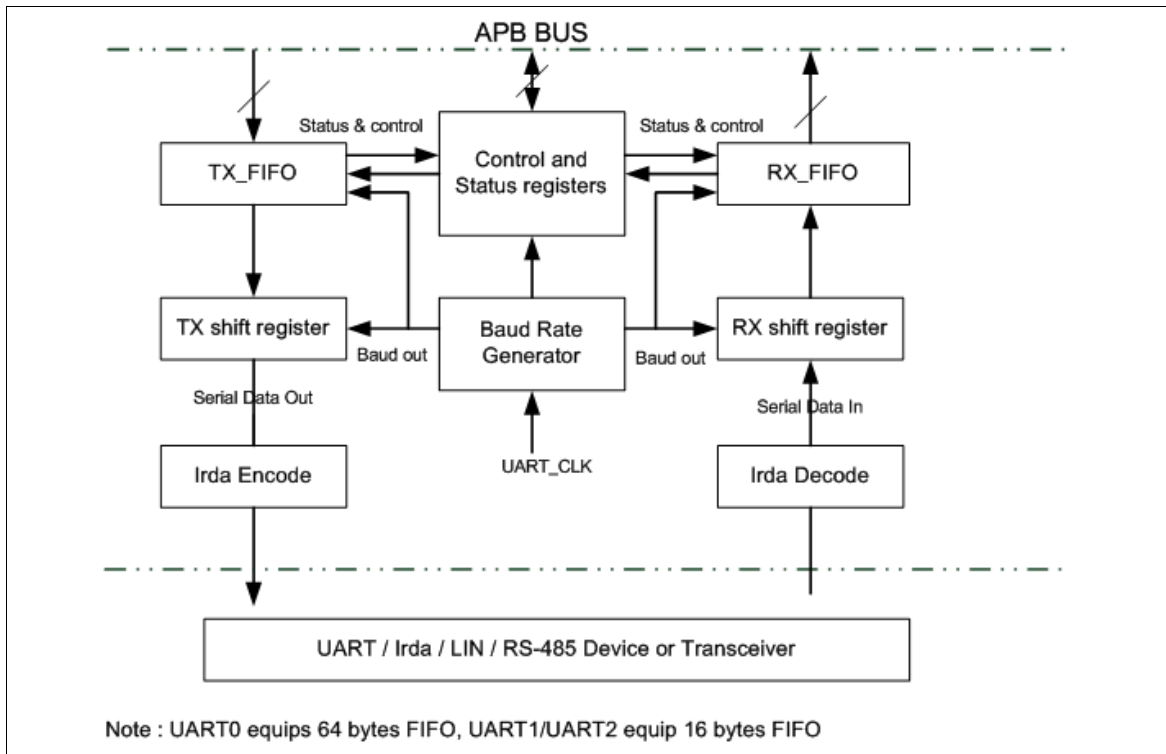 APB BUS
Status & control
Status & control
TX_FIFO
Control and
Status registers
RX_FIFO
TX shift register
Baud Rate
Generator
RX shift register
Baud out
Baud out
Serial Data Out
Serial Data In
Irda Encode
UART_CLK
Irda Decode
UART / Irda / LIN / RS-485 Device or Transceiver
Note : UART0 equips 64 bytes FIFO, UART1/UART2 equip 16 bytes FIFO